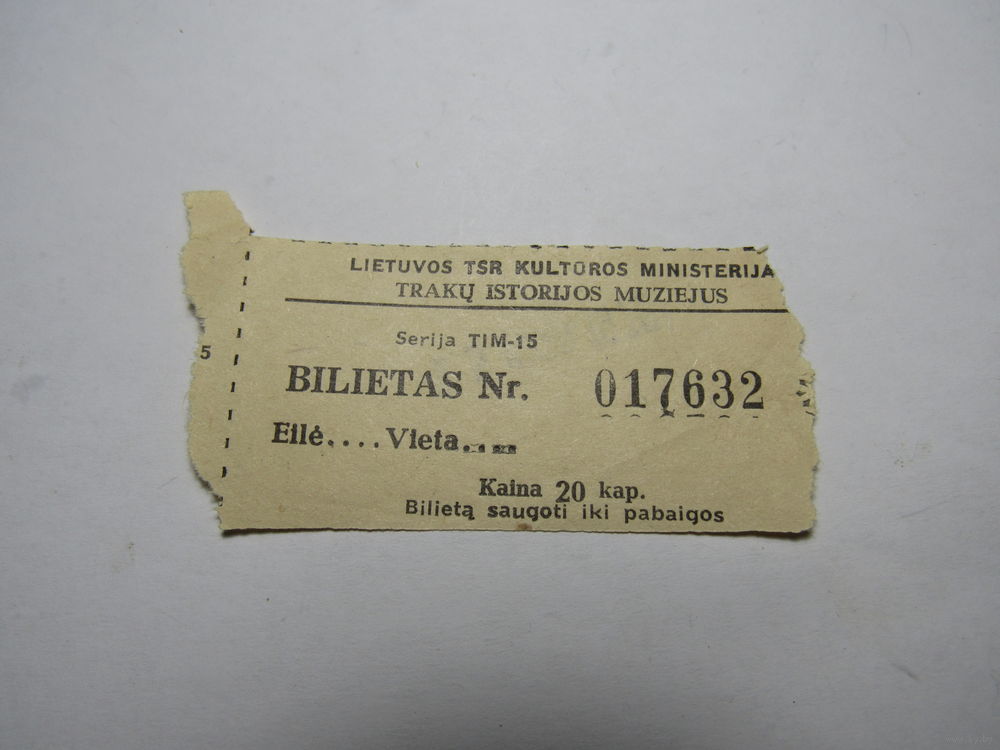 LIETUVOS TSR KULTŪROS MINISTERIJA
TRAKŲ ISTORIJOS MUZIEJUS
Serija TIM-15
5
BILIETAS Nr. 017632
Eilė.... Vieta....
Kaina 20 kap.
Bilietą saugoti iki pabaigos